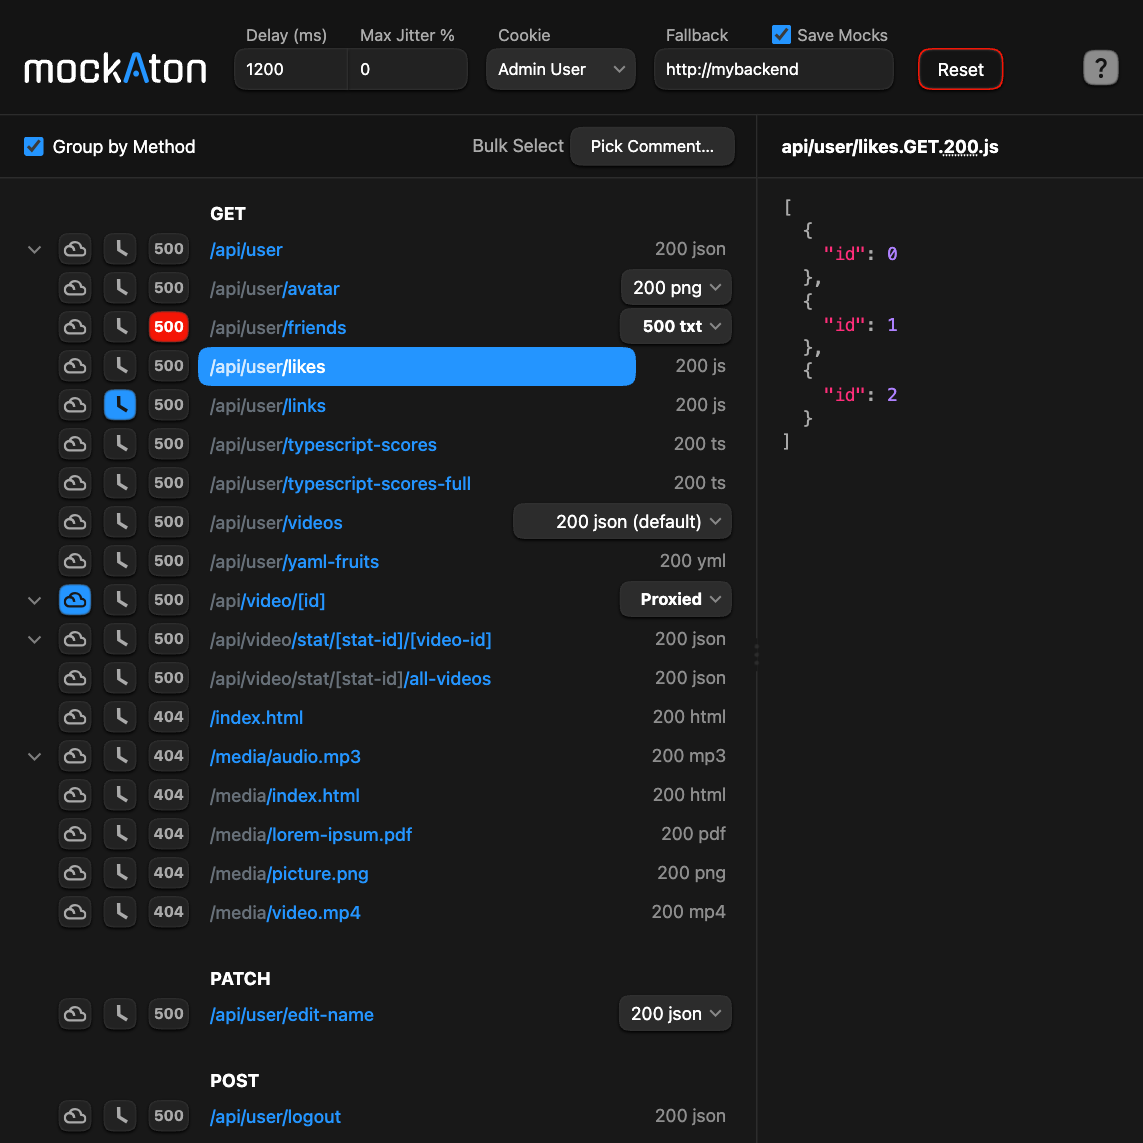 mockAton
Delay (ms) Max Jitter % Cookie Fallback Save Mocks
1200 0 Admin User http://mybackend Reset ?
Group by Method Bulk Select Pick Comment...
GET
500 /api/user 200 json
500 /api/user/avatar 200 png
500 /api/user/friends 500 txt
500 /api/user/likes 200 js
500 /api/user/links 200 js
500 /api/user/typescript-scores 200 ts
500 /api/user/typescript-scores-full 200 ts
500 /api/user/videos 200 json (default)
500 /api/user/yaml-fruits 200 yml
500 /api/video/[id] Proxied
500 /api/video/stat/[stat-id]/[video-id] 200 json
500 /api/video/stat/[stat-id]/all-videos 200 json
404 /index.html 200 html
404 /media/audio.mp3 200 mp3
404 /media/index.html 200 html
404 /media/lorem-ipsum.pdf 200 pdf
404 /media/picture.png 200 png
404 /media/video.mp4 200 mp4
PATCH
500 /api/user/edit-name 200 json
POST
500 /api/user/logout 200 json
api/user/likes.GET.200.js
[
{
"id": 0
},
{
"id": 1
},
{
"id": 2
}
]